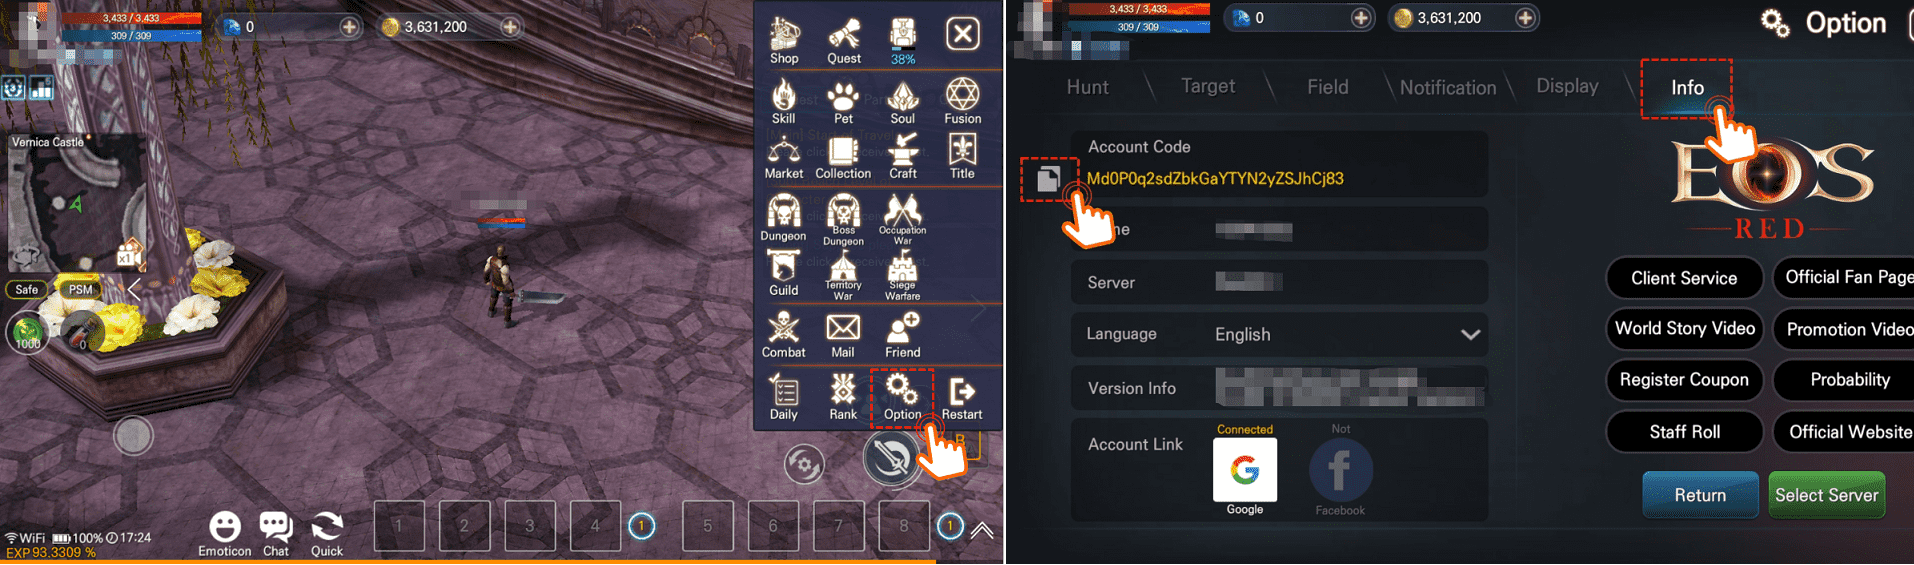 3,433 / 3,433
309 / 309
0
3,631,200
5
Vernica Castle
x1
Safe
PSM
1000
0
Shop
Quest
38%
Skill
Pet
Soul
Fusion
Market
Collection
Craft
Title
Dungeon
Boss Dungeon
Occupation War
Guild
Territory War
Siege Warfare
Combat
Mail
Friend
Daily
Rank
Option
Restart
B
WiFi 100% 17:24
EXP 93.3309 %
Emoticon
Chat
Quick
1
2
3
4
1
5
6
7
8
1
3,433 / 3,433
309 / 309
0
3,631,200
Option
Hunt
Target
Field
Notification
Display
Info
Account Code
Md0P0q2sdZbkGaYTYN2yZSJhCj83
Server
Language
English
Version Info
Account Link
Connected
Google
Not
Facebook
EOS
RED
Client Service
Official Fan Page
World Story Video
Promotion Video
Register Coupon
Probability
Staff Roll
Official Website
Return
Select Server